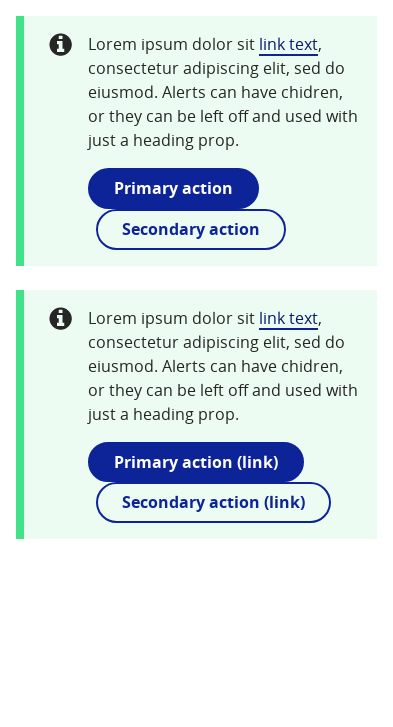 Lorem ipsum dolor sit link text,
consectetur adipiscing elit, sed do
eiusmod. Alerts can have chidren,
or they can be left off and used with
just a heading prop.
Primary action
Secondary action
Lorem ipsum dolor sit link text,
consectetur adipiscing elit, sed do
eiusmod. Alerts can have chidren,
or they can be left off and used with
just a heading prop.
Primary action (link)
Secondary action (link)